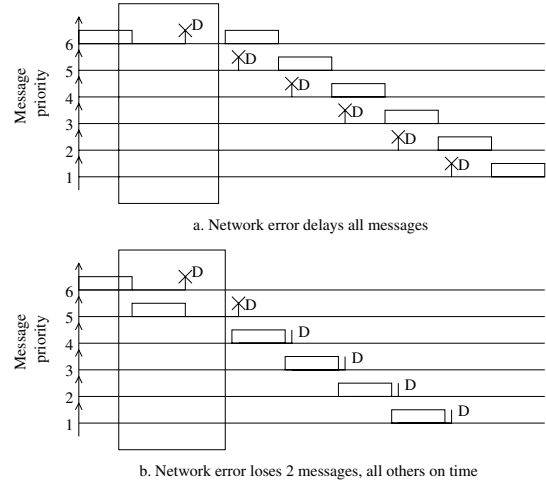 D
6
D
5
D
4
D
3
D
2
D
1
Message
priority
a. Network error delays all messages
D
6
D
5
D
4
D
3
D
2
D
1
Message
priority
b. Network error loses 2 messages, all others on time